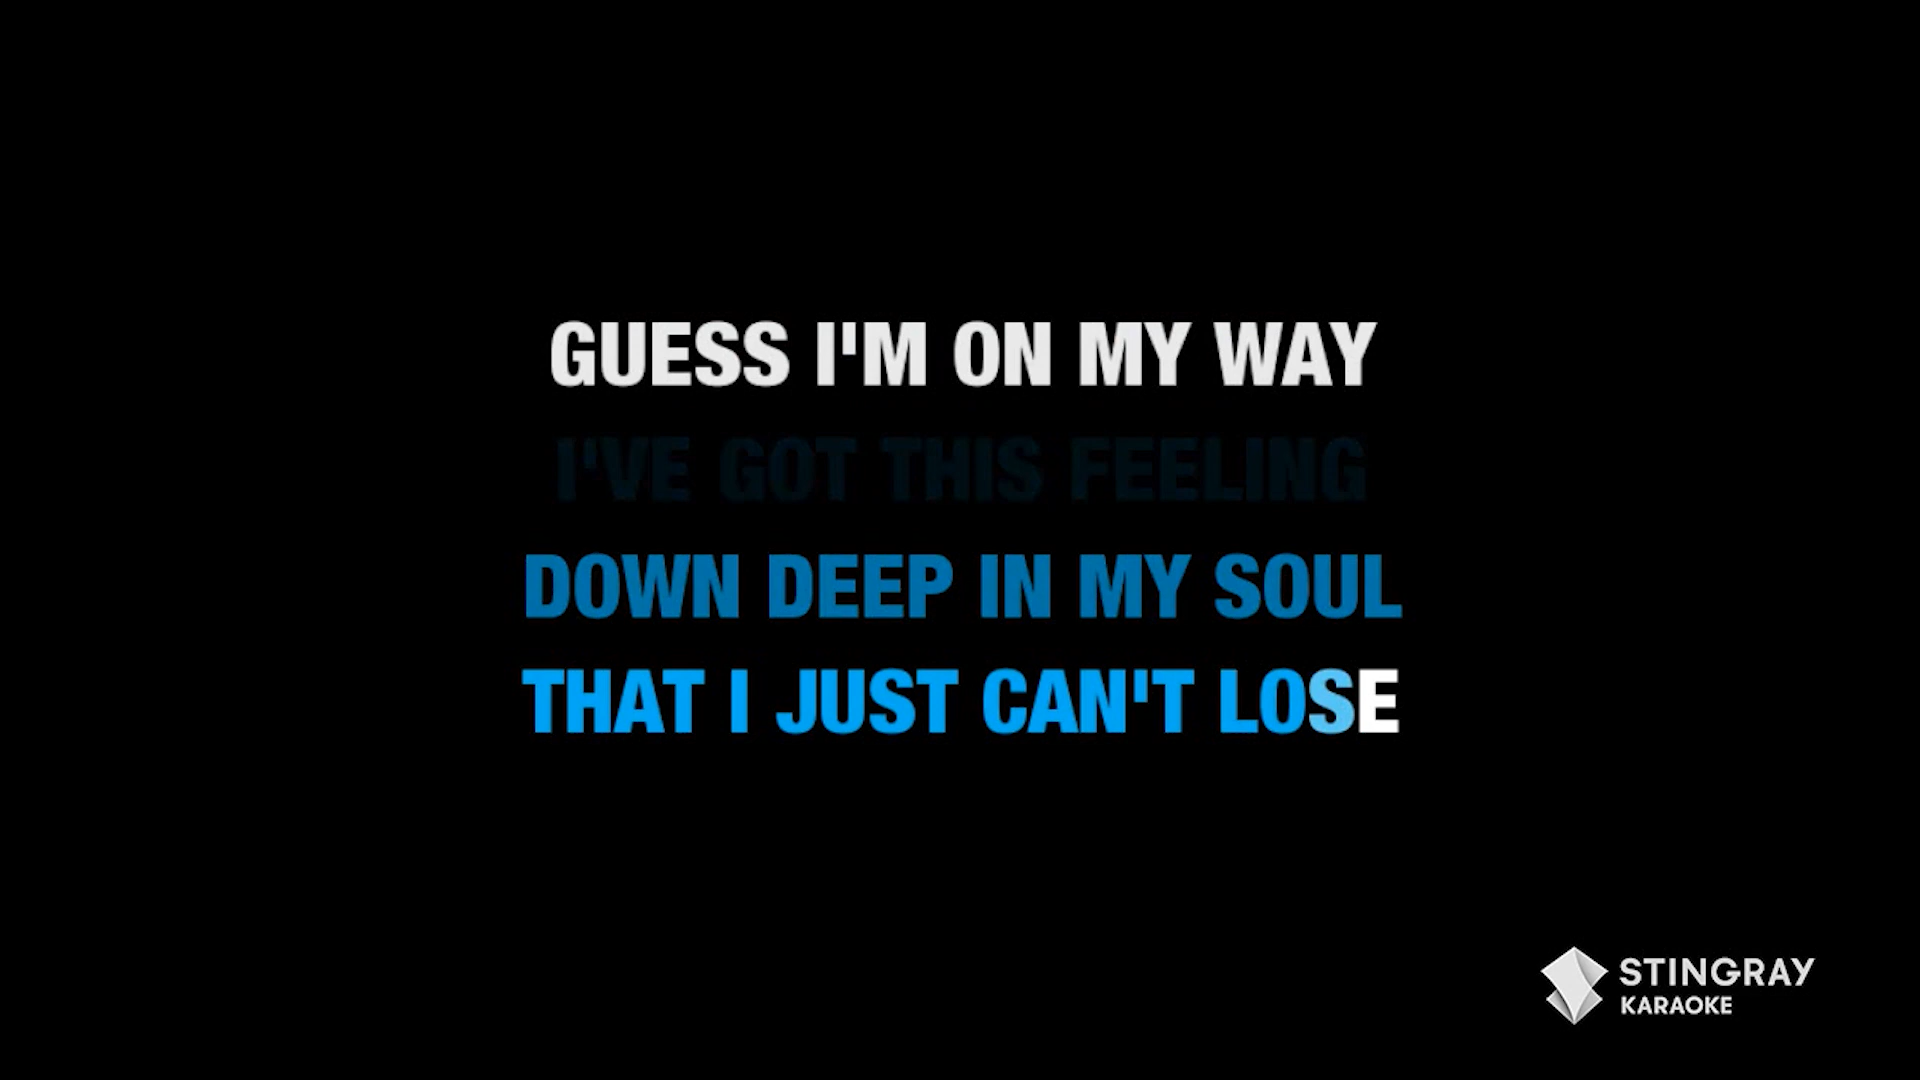 GUESS I'M ON MY WAY
I'VE GOT THIS FEELING
DOWN DEEP IN MY SOUL
THAT I JUST CAN'T LOSE
STINGRAY
KARAOKE